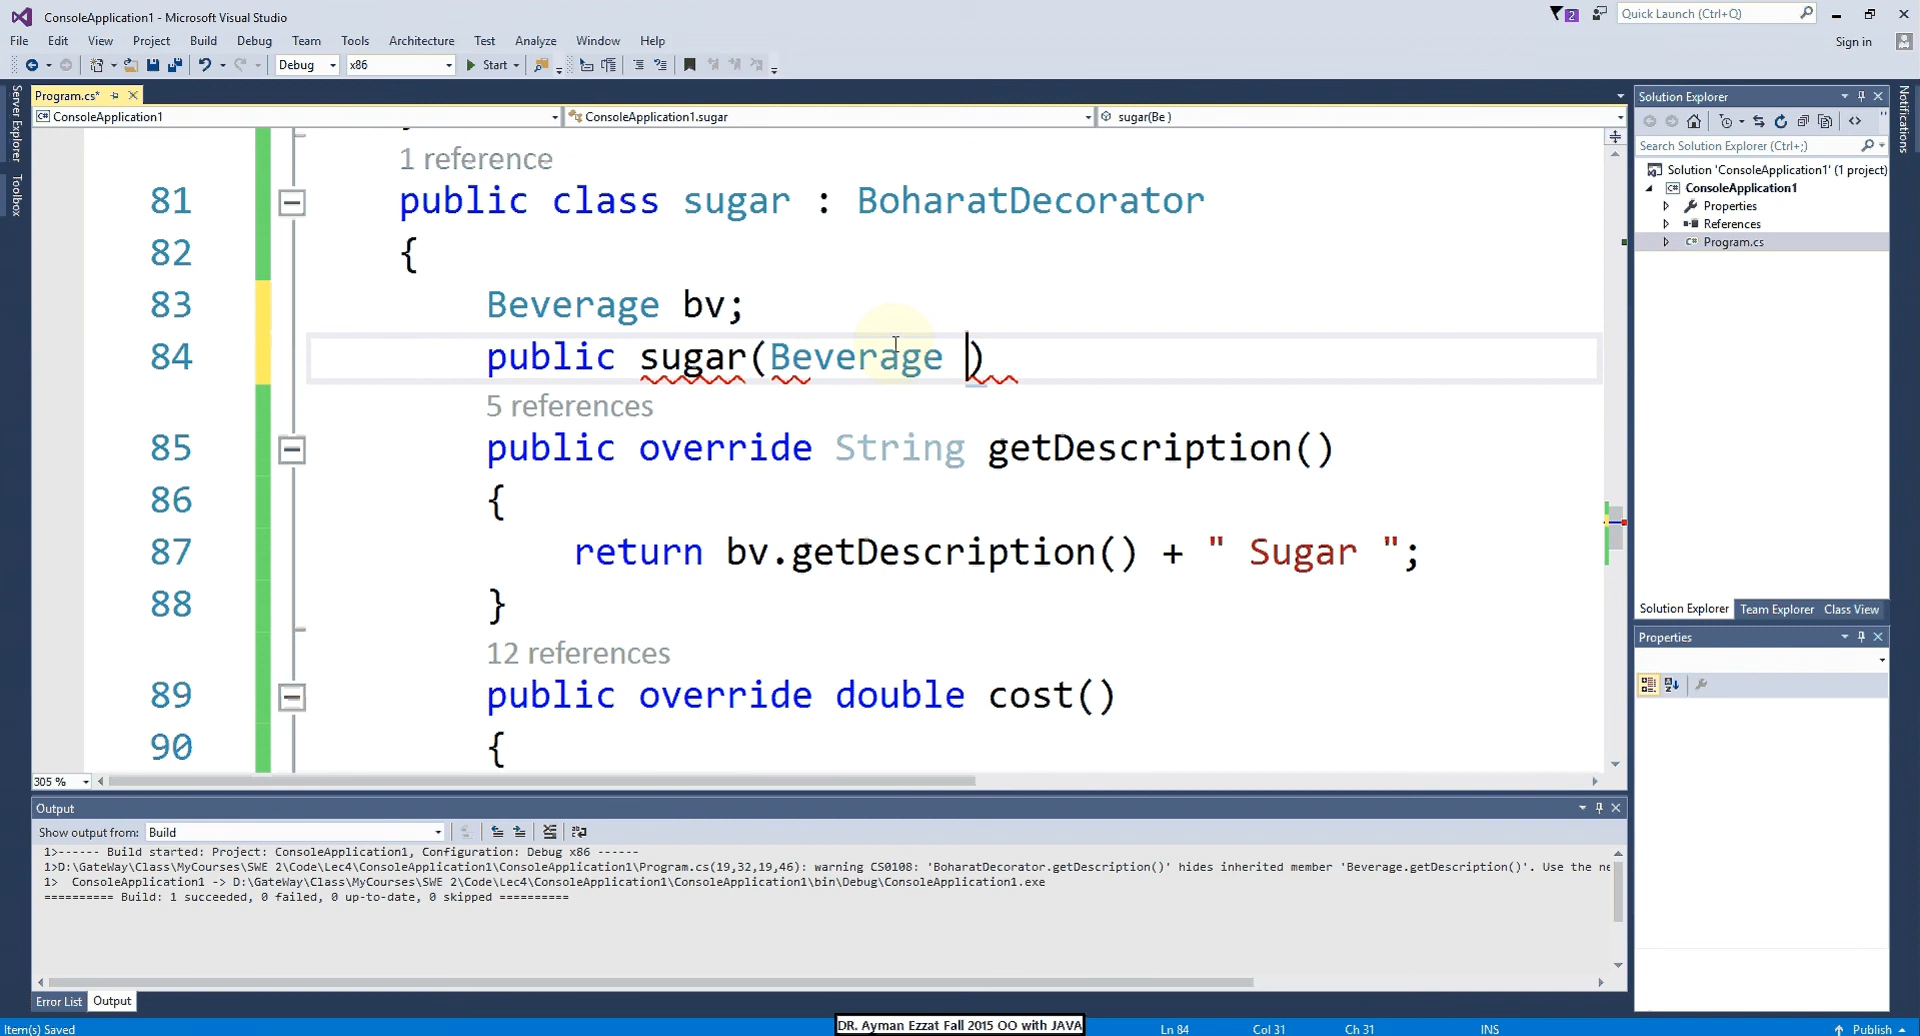 ConsoleApplication1 - Microsoft Visual Studio
2
Quick Launch (Ctrl+Q)
File Edit View Project Build Debug Team Tools Architecture Test Analyze Window Help
Sign in
Debug x86 Start
Server Explorer
Toolbox
Program.cs*
ConsoleApplication1
ConsoleApplication1.sugar
sugar(Be )
1 reference
81 public class sugar : BoharatDecorator
82 {
83 Beverage bv;
84 public sugar(Beverage )
5 references
85 public override String getDescription()
86 {
87 return bv.getDescription() + " Sugar ";
88 }
12 references
89 public override double cost()
90 {
305 %
Solution Explorer
Search Solution Explorer (Ctrl+;)
Solution 'ConsoleApplication1' (1 project)
ConsoleApplication1
Properties
References
Program.cs
Solution Explorer Team Explorer Class View
Properties
Notifications
Output
Show output from: Build
1>------ Build started: Project: ConsoleApplication1, Configuration: Debug x86 ------
1>D:\GateWay\Class\MyCourses\SWE 2\Code\Lec4\ConsoleApplication1\ConsoleApplication1\Program.cs(19,32,19,46): warning CS0108: 'BoharatDecorator.getDescription()' hides inherited member 'Beverage.getDescription()'. Use the ne
1>  ConsoleApplication1 -> D:\GateWay\Class\MyCourses\SWE 2\Code\Lec4\ConsoleApplication1\ConsoleApplication1\bin\Debug\ConsoleApplication1.exe
========== Build: 1 succeeded, 0 failed, 0 up-to-date, 0 skipped ==========
Error List Output
Item(s) Saved
DR. Ayman Ezzat Fall 2015 OO with JAVA
Ln 84 Col 31 Ch 31 INS
Publish